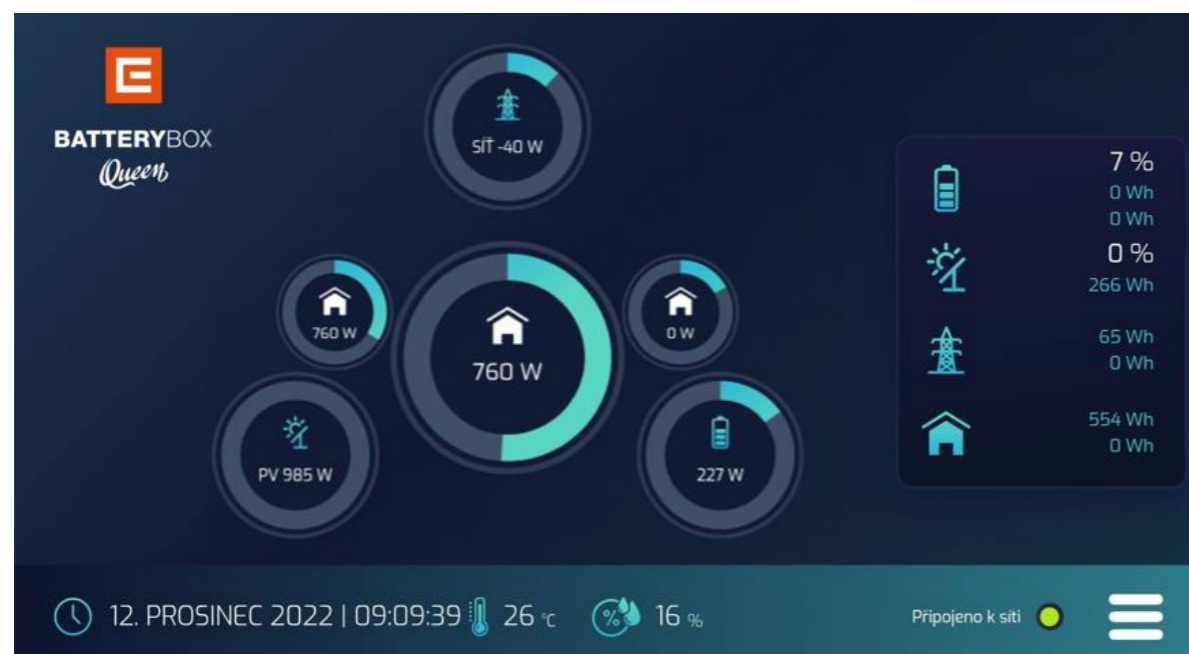 BATTERYBOX
Queen
SÍŤ -40 W
760 W
760 W
0 W
PV 985 W
227 W
7 %
0 Wh
0 Wh
0 %
266 Wh
65 Wh
0 Wh
554 Wh
0 Wh
12. PROSINEC 2022 | 09:09:39 26 °C % 16 % Připojeno k síti